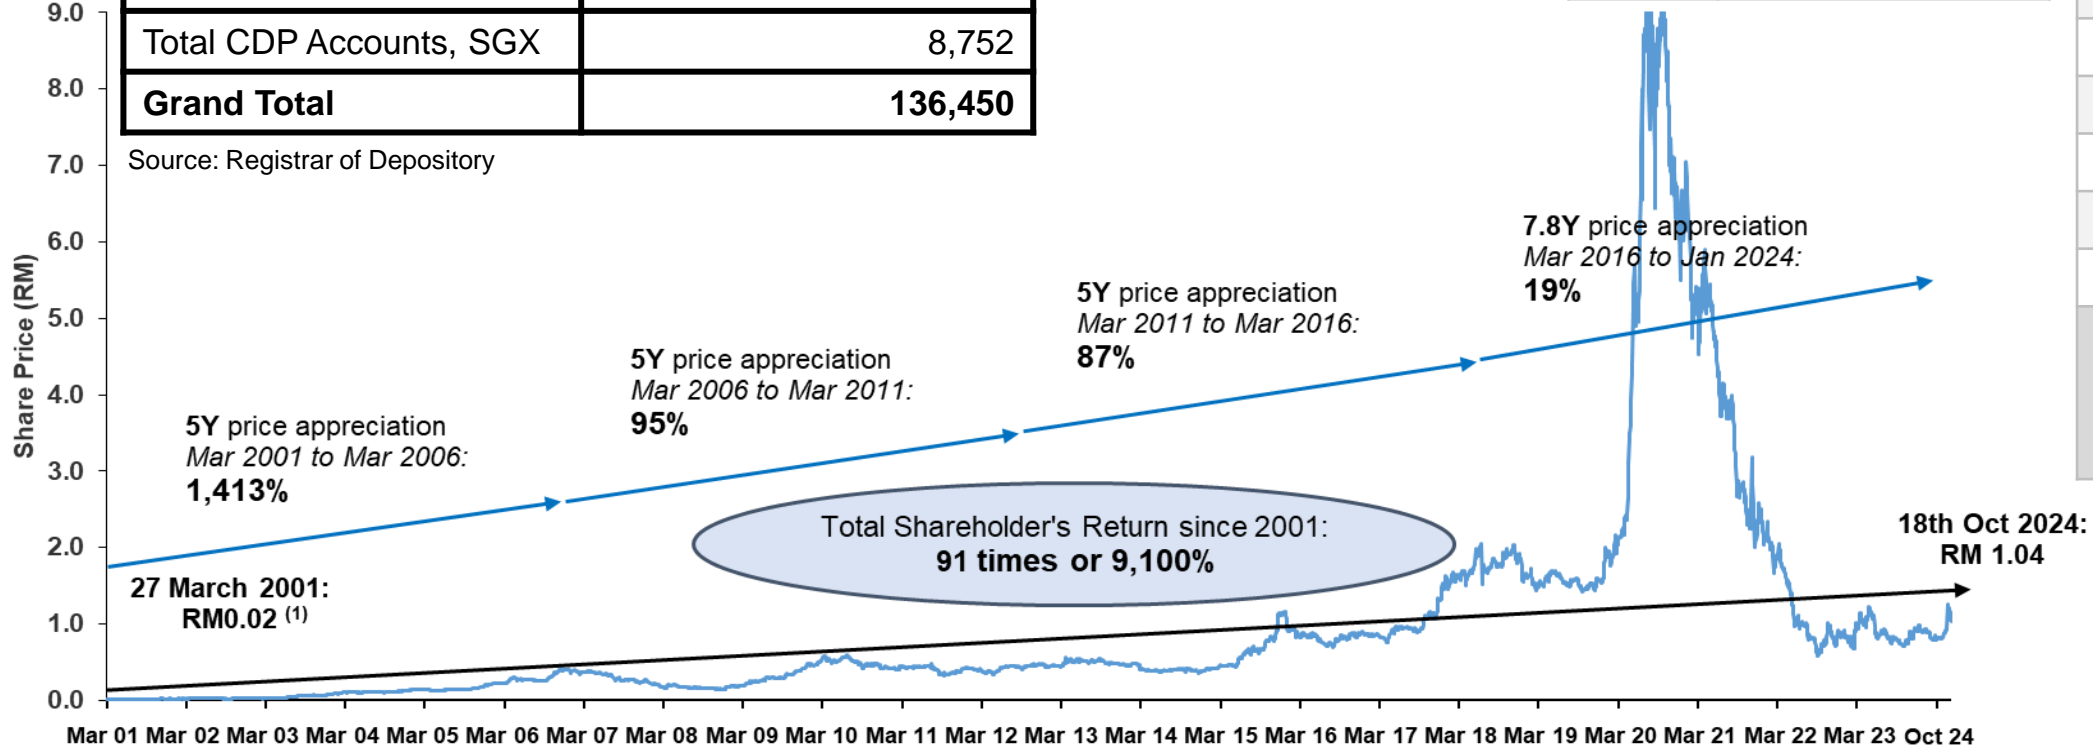 Total CDP Accounts, SGX 8,752
Grand Total 136,450
Source: Registrar of Depository
Share Price (RM)
9.0
8.0
7.0
6.0
5.0
4.0
3.0
2.0
1.0
0.0
5Y price appreciation
Mar 2001 to Mar 2006:
1,413%
5Y price appreciation
Mar 2006 to Mar 2011:
95%
5Y price appreciation
Mar 2011 to Mar 2016:
87%
7.8Y price appreciation
Mar 2016 to Jan 2024:
19%
Total Shareholder's Return since 2001:
91 times or 9,100%
27 March 2001:
RM0.02 (1)
18th Oct 2024:
RM 1.04
Mar 01 Mar 02 Mar 03 Mar 04 Mar 05 Mar 06 Mar 07 Mar 08 Mar 09 Mar 10 Mar 11 Mar 12 Mar 13 Mar 14 Mar 15 Mar 16 Mar 17 Mar 18 Mar 19 Mar 20 Mar 21 Mar 22 Mar 23 Oct 24